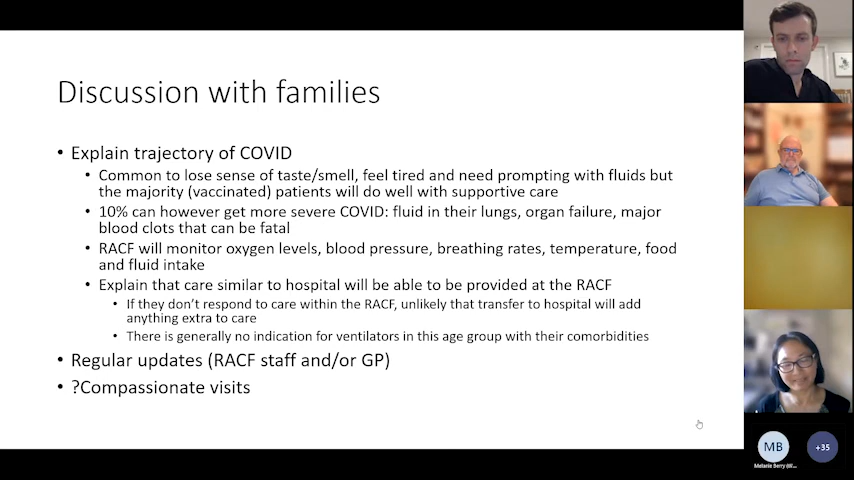 Discussion with families
• Explain trajectory of COVID
• Common to lose sense of taste/smell, feel tired and need prompting with fluids but
the majority (vaccinated) patients will do well with supportive care
• 10% can however get more severe COVID: fluid in their lungs, organ failure, major
blood clots that can be fatal
• RACF will monitor oxygen levels, blood pressure, breathing rates, temperature, food
and fluid intake
• Explain that care similar to hospital will be able to be provided at the RACF
• If they don’t respond to care within the RACF, unlikely that transfer to hospital will add
anything extra to care
• There is generally no indication for ventilators in this age group with their comorbidities
• Regular updates (RACF staff and/or GP)
• ?Compassionate visits
MB
+35
Melanie Berry